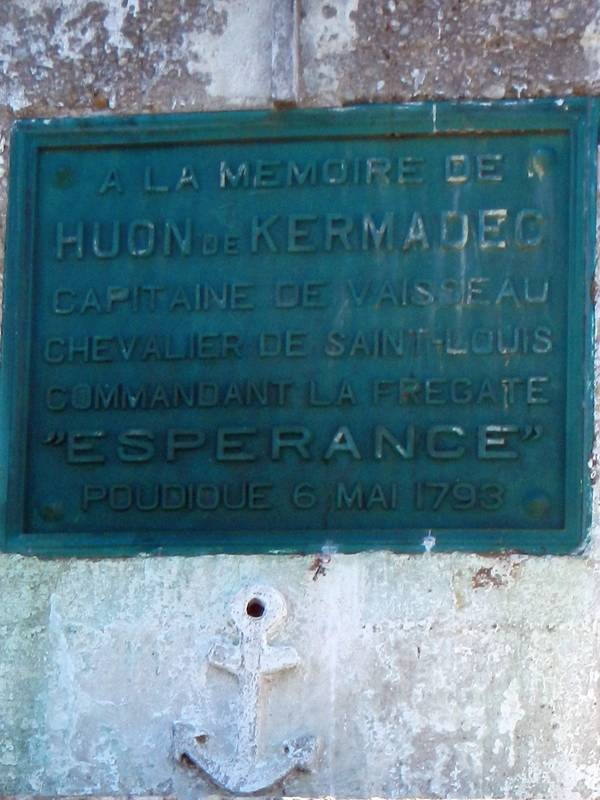 A LA MEMOIRE DE
HUON DE KERMADEC
CAPITAINE DE VAISSEAU
CHEVALIER DE SAINT-LOUIS
COMMANDANT LA FREGATE
"ESPERANCE"
POUDIOUE 6 MAI 1793